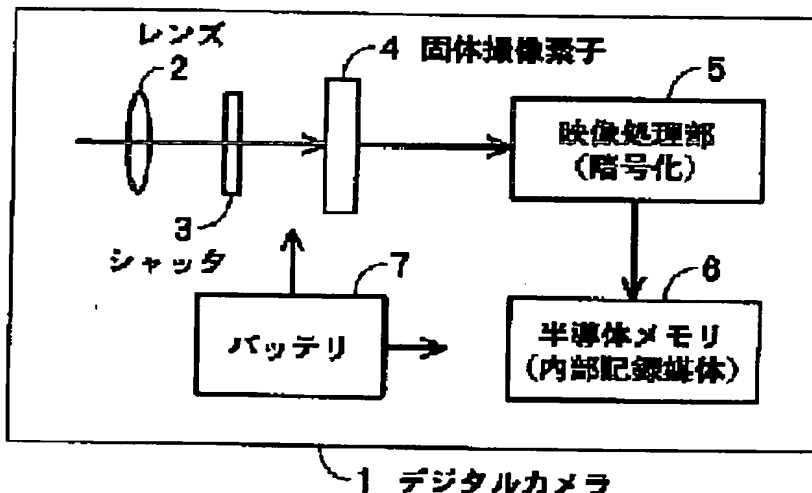 レンズ
2
4 固体撮像素子
5
映像処理部
(暗号化)
3
シャッタ
7
バッテリ
6
半導体メモリ
(内部記録媒体)
1 デジタルカメラ